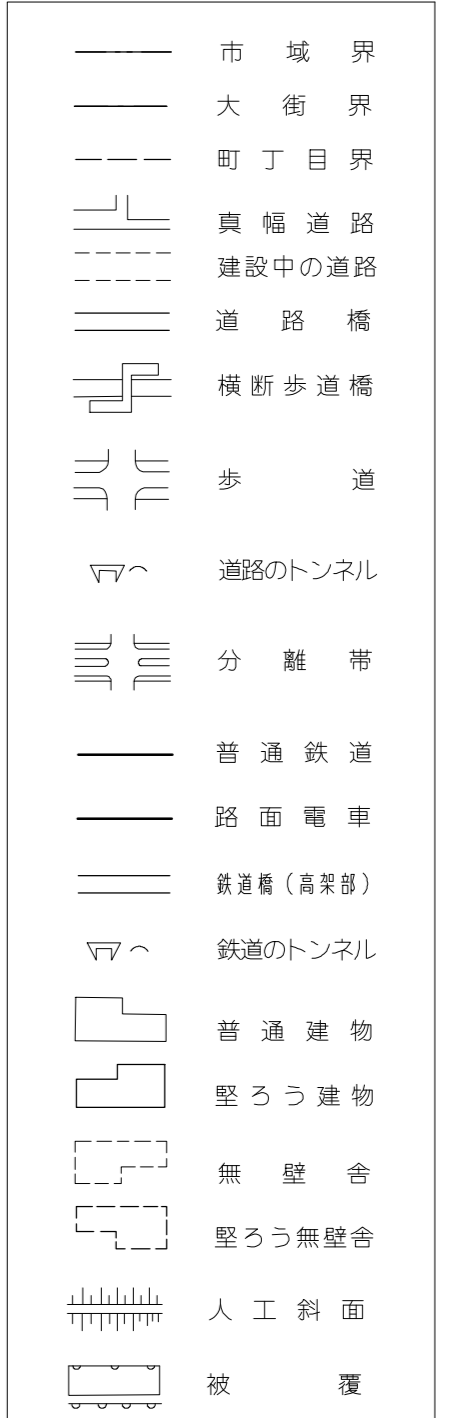 市域界
大街界
町丁目界
真幅道路
建設中の道路
道路橋
横断歩道橋
歩道
道路のトンネル
分離帯
普通鉄道
路面電車
鉄道橋(高架部)
鉄道のトンネル
普通建物
堅ろう建物
無壁舎
堅ろう無壁舎
人工斜面
被覆